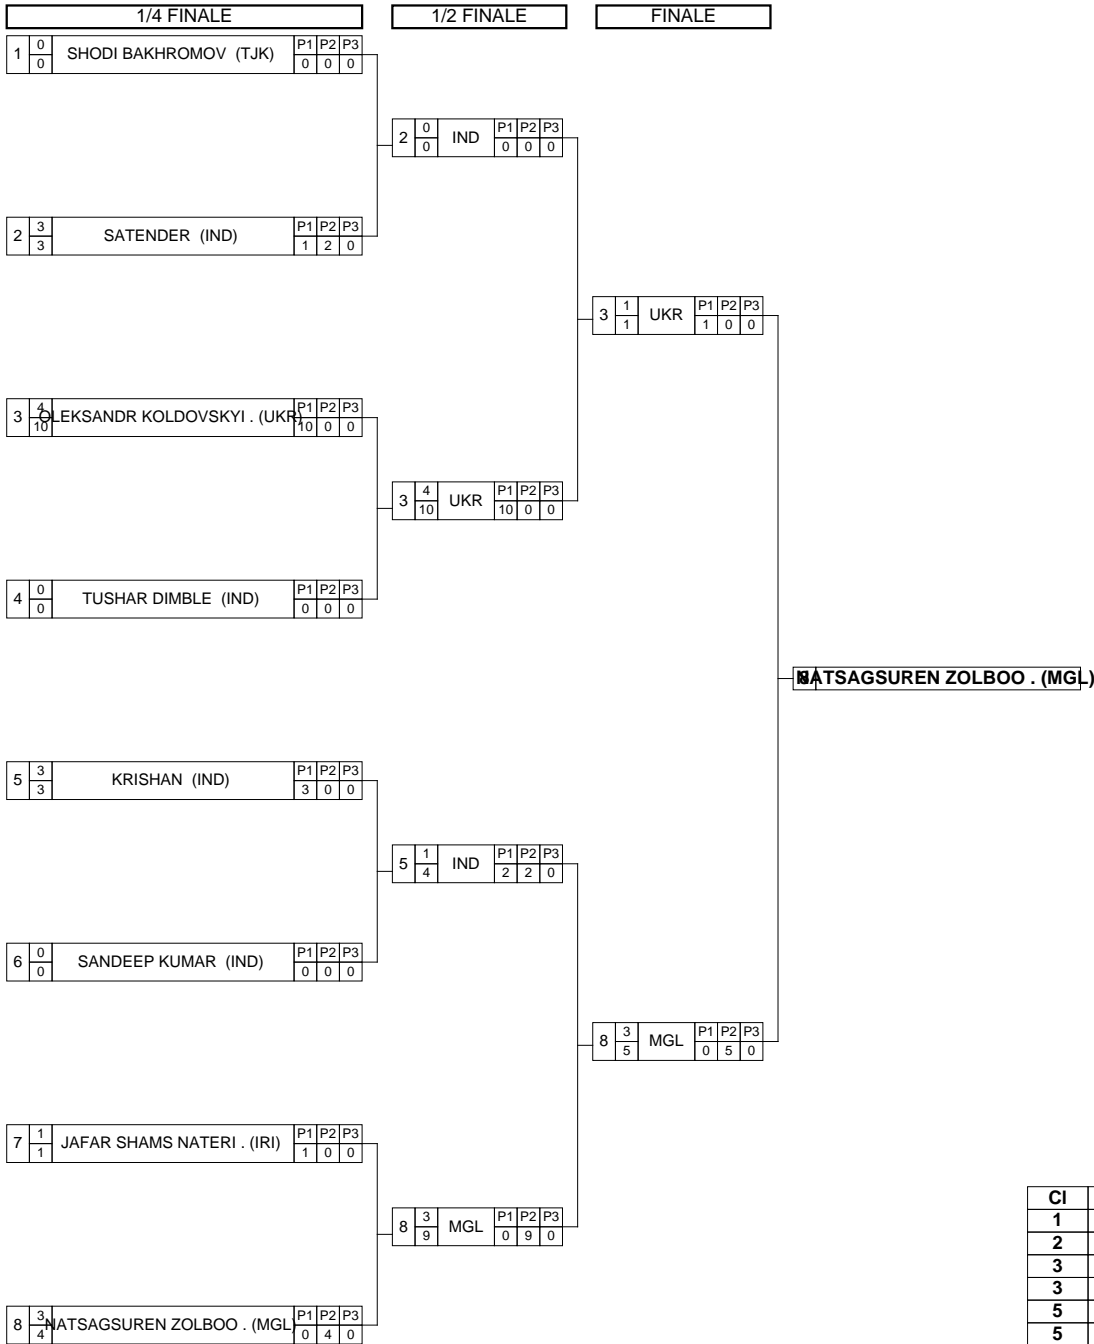 1/4 FINALE 1/2 FINALE FINALE
1 0 SHODI BAKHROMOV (TJK) P1 P2 P3
0 0 0 0
2 0 IND P1 P2 P3
0 0 0 0
2 3 SATENDER (IND) P1 P2 P3
3 1 2 0
3 1 UKR P1 P2 P3
1 1 0 0
3 4 OLEKSANDR KOLDOVSKYI . (UKR) P1 P2 P3
10 10 0 0
3 4 UKR P1 P2 P3
10 10 0 0
4 0 TUSHAR DIMBLE (IND) P1 P2 P3
0 0 0 0
8 NATSAGSUREN ZOLBOO . (MGL)
5 3 KRISHAN (IND) P1 P2 P3
3 3 0 0
5 1 IND P1 P2 P3
4 2 2 0
6 0 SANDEEP KUMAR (IND) P1 P2 P3
0 0 0 0
8 3 MGL P1 P2 P3
5 0 5 0
7 1 JAFAR SHAMS NATERI . (IRI) P1 P2 P3
1 1 0 0
8 3 MGL P1 P2 P3
9 0 9 0
8 3 NATSAGSUREN ZOLBOO . (MGL) P1 P2 P3
4 0 4 0
Cl
1
2
3
3
5
5